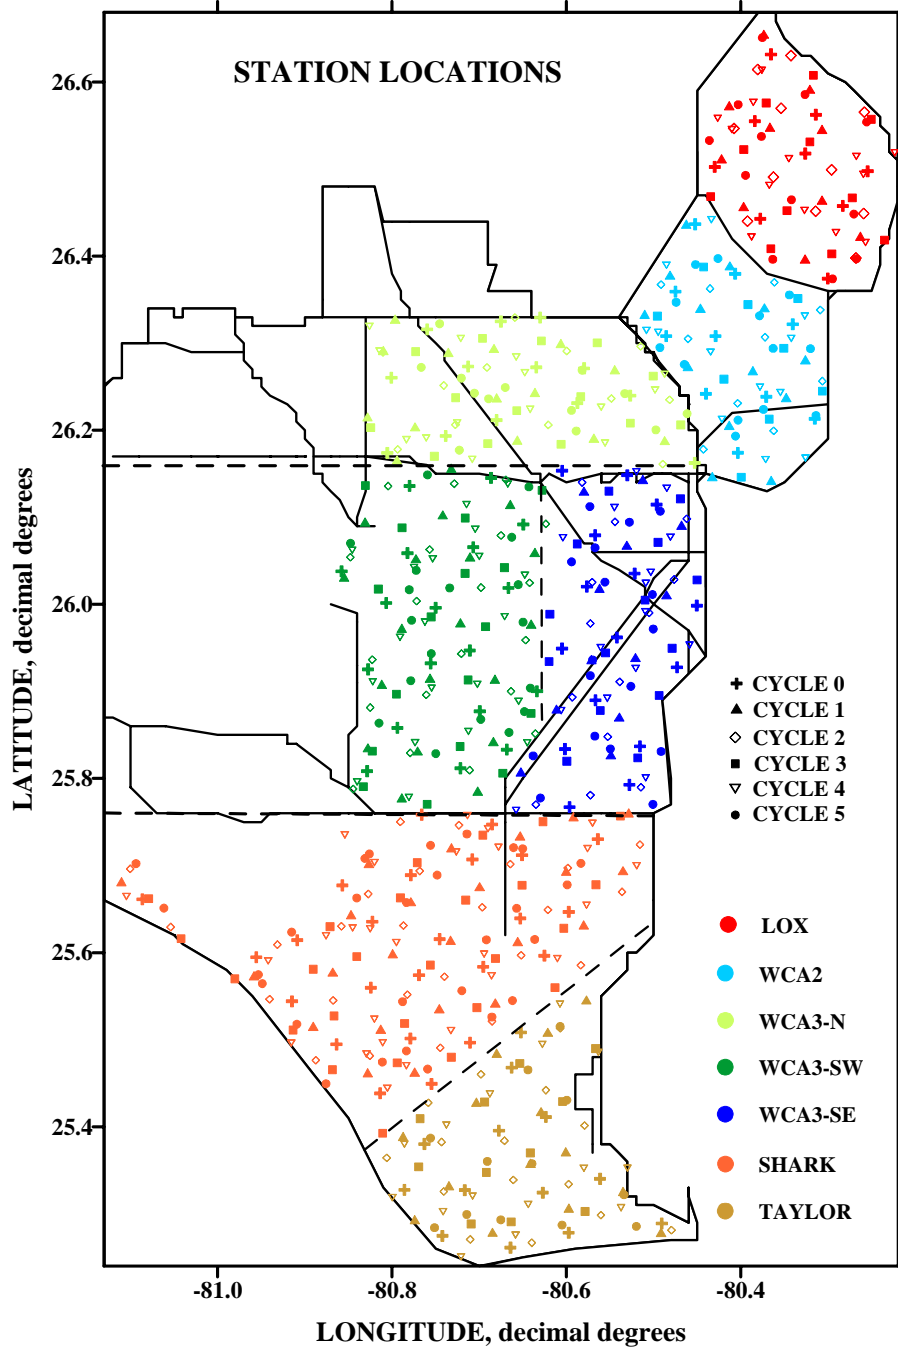 STATION LOCATIONS
26.6
26.4
26.2
26.0
25.8
25.6
25.4
LATITUDE, decimal degrees
CYCLE 0
CYCLE 1
CYCLE 2
CYCLE 3
CYCLE 4
CYCLE 5
LOX
WCA2
WCA3-N
WCA3-SW
WCA3-SE
SHARK
TAYLOR
-81.0 -80.8 -80.6 -80.4
LONGITUDE, decimal degrees